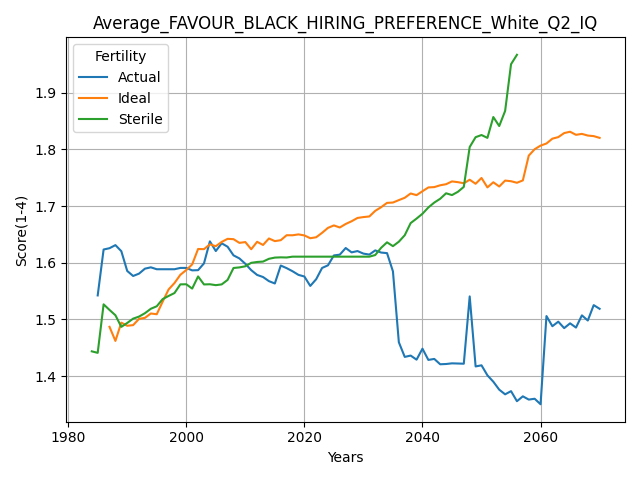 Average_FAVOUR_BLACK_HIRING_PREFERENCE_White_Q2_IQ
Fertility
Actual
Ideal
Sterile
Score(1-4)
1.9
1.8
1.7
1.6
1.5
1.4
1980
2000
2020
2040
2060
Years